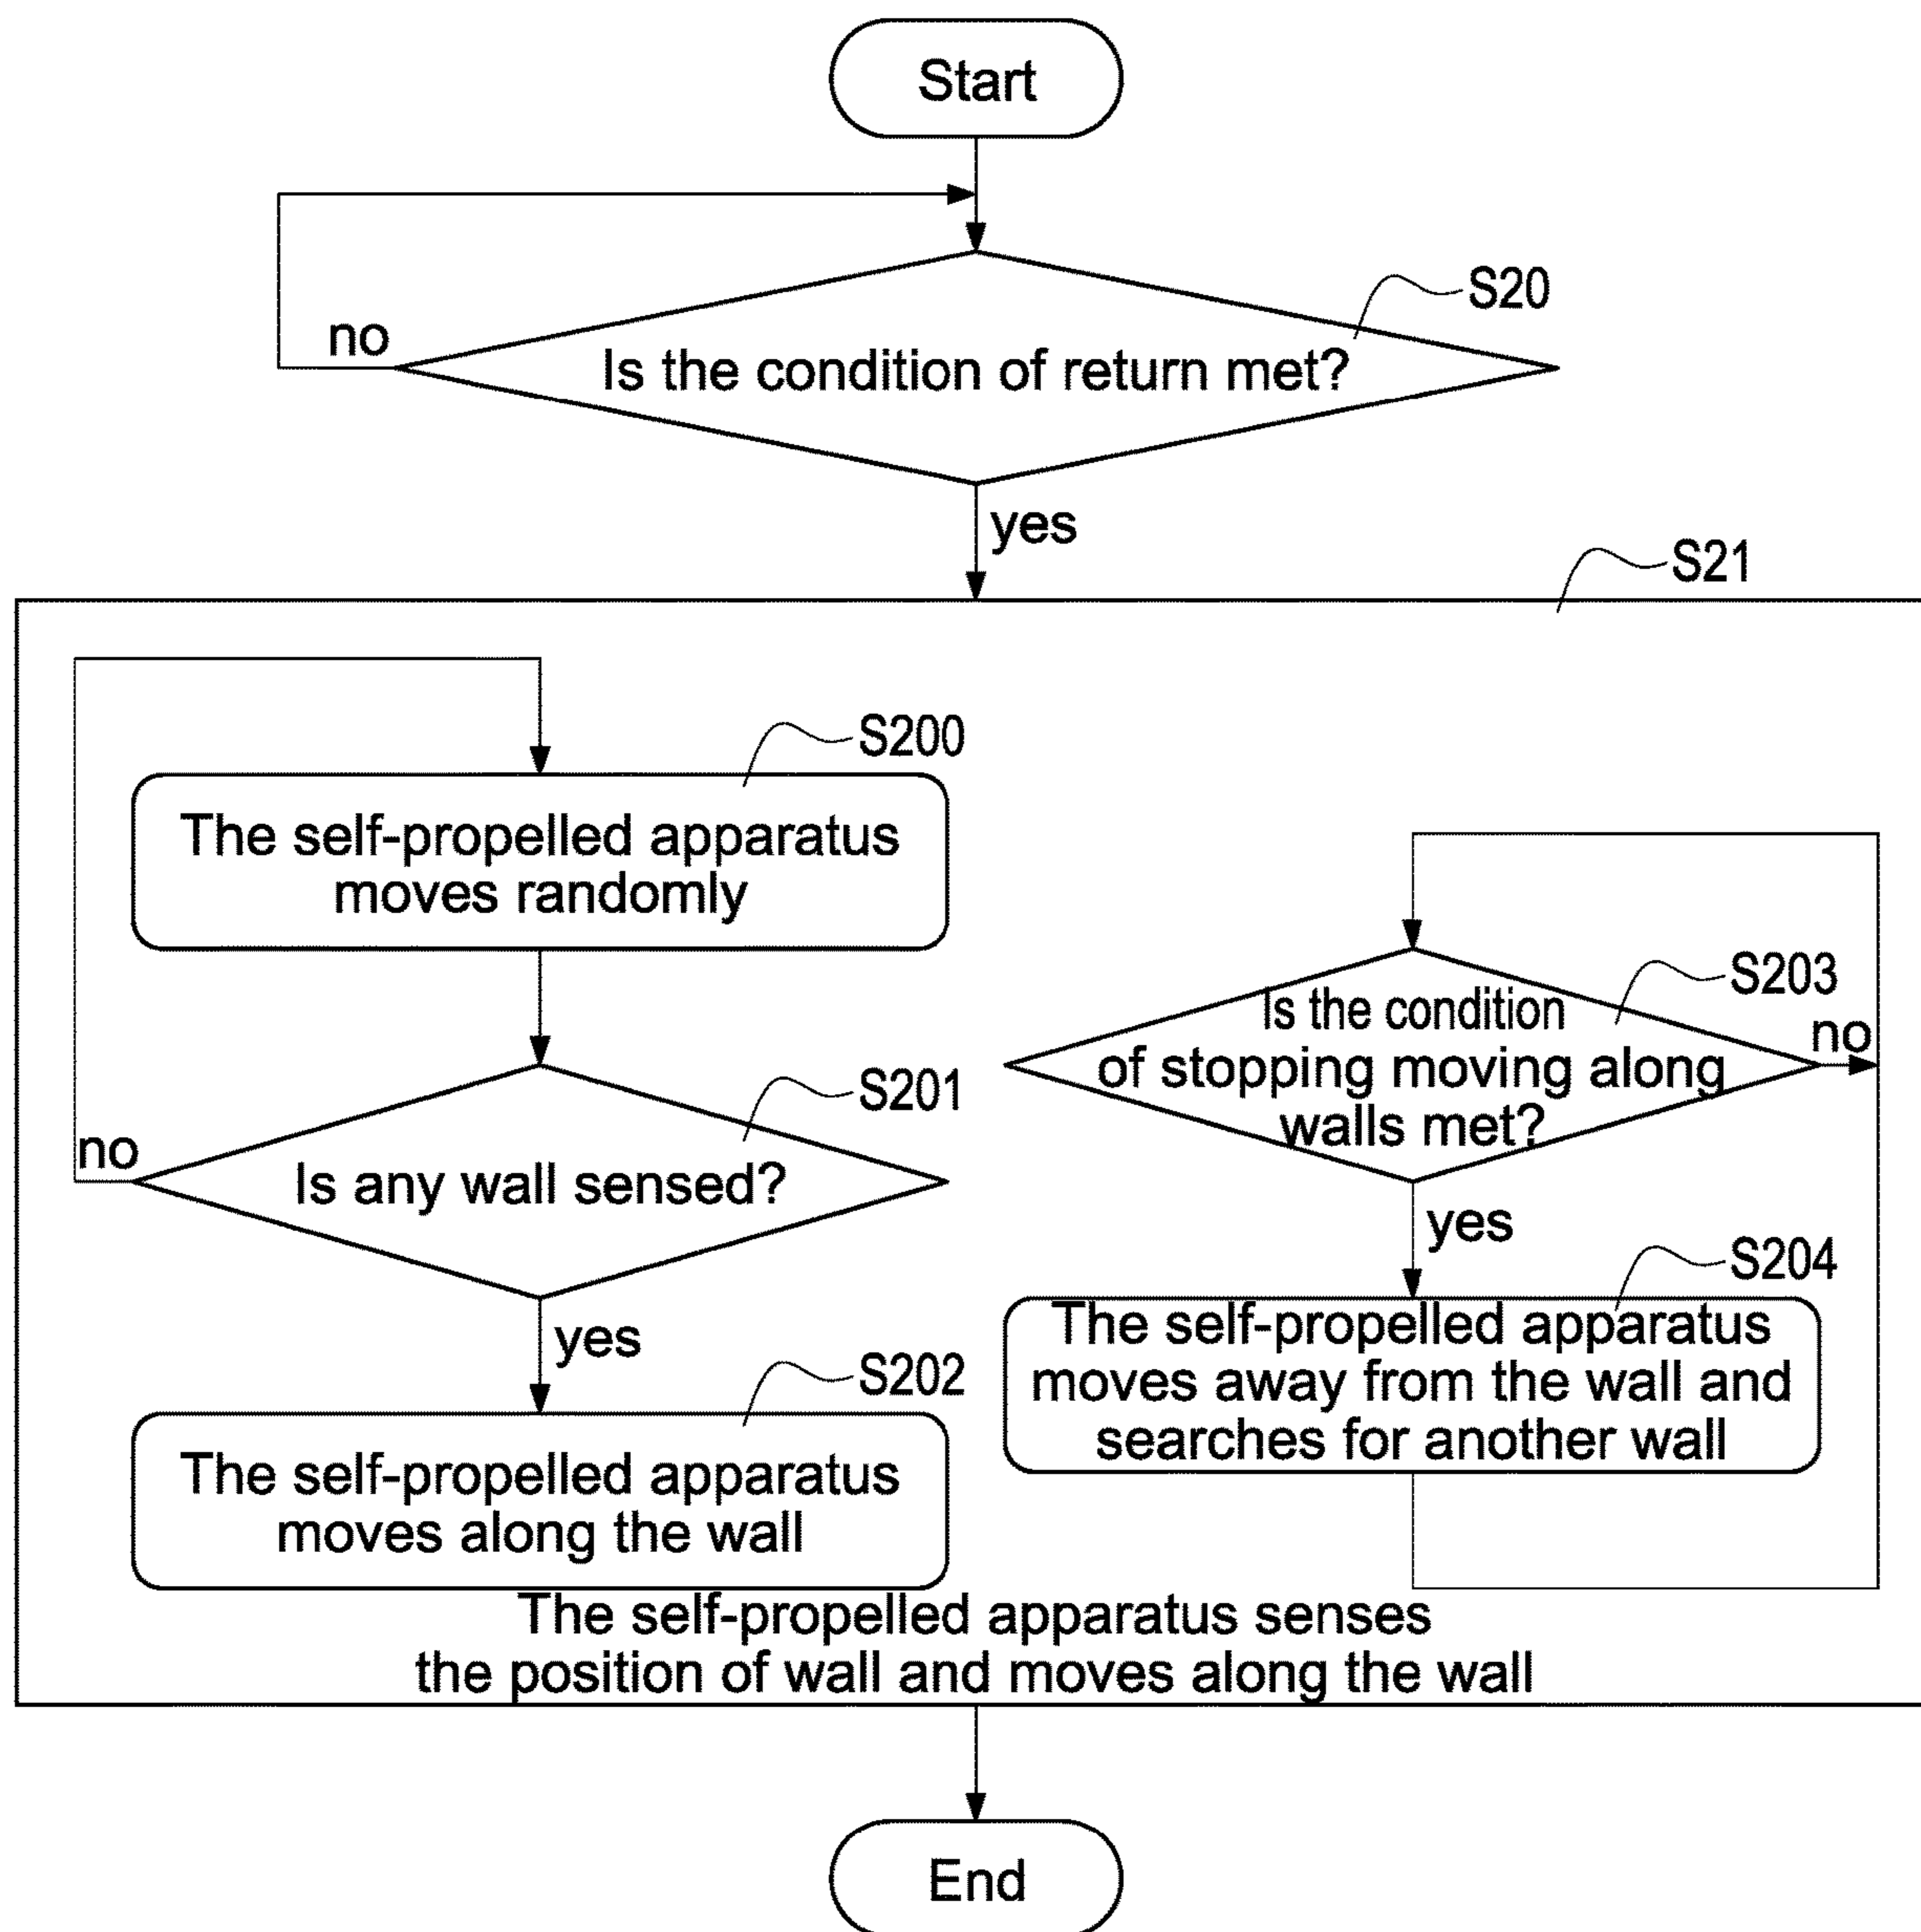 Start
S20
no
Is the condition of return met?
yes
S21
S200
The self-propelled apparatus
moves randomly
S201
no
Is any wall sensed?
yes
S202
The self-propelled apparatus
moves along the wall
S203
Is the condition
of stopping moving along
walls met?
no
yes
S204
The self-propelled apparatus
moves away from the wall and
searches for another wall
The self-propelled apparatus senses
the position of wall and moves along the wall
End